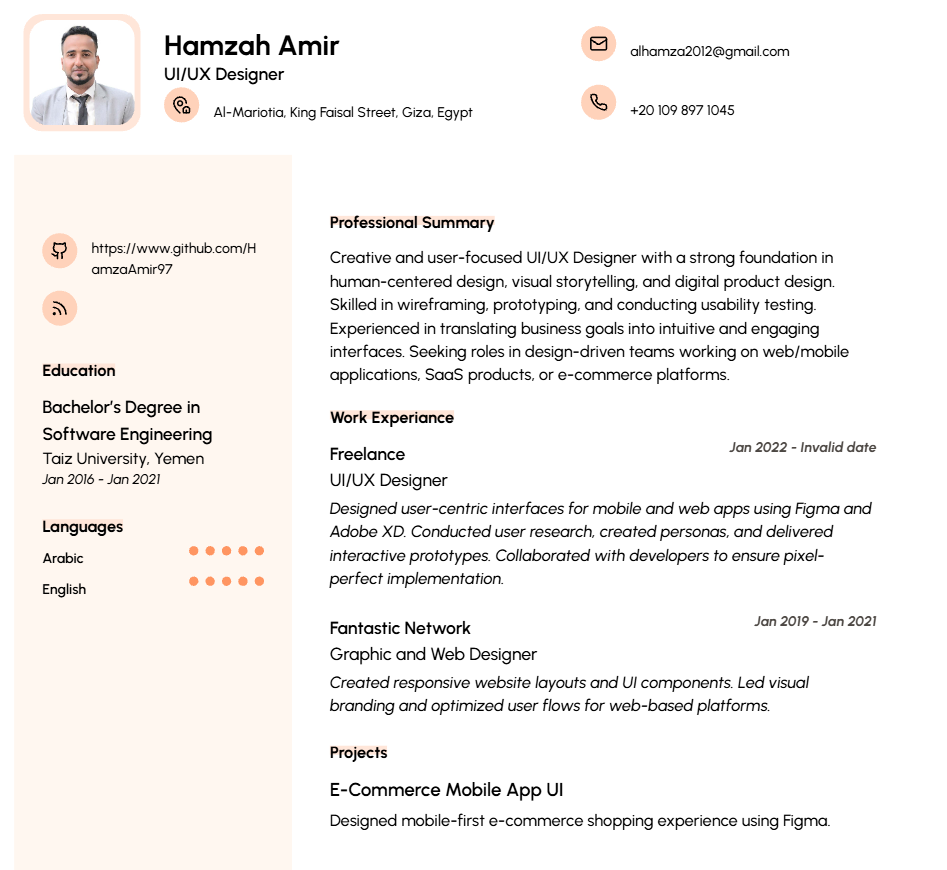 Hamzah Amir
UI/UX Designer
Al-Mariotia, King Faisal Street, Giza, Egypt
alhamza2012@gmail.com
+20 109 897 1045
https://www.github.com/H
amzaAmir97
Education
Bachelor’s Degree in
Software Engineering
Taiz University, Yemen
Jan 2016 - Jan 2021
Languages
Arabic
English
Professional Summary
Creative and user-focused UI/UX Designer with a strong foundation in
human-centered design, visual storytelling, and digital product design.
Skilled in wireframing, prototyping, and conducting usability testing.
Experienced in translating business goals into intuitive and engaging
interfaces. Seeking roles in design-driven teams working on web/mobile
applications, SaaS products, or e-commerce platforms.
Work Experiance
Freelance
Jan 2022 - Invalid date
UI/UX Designer
Designed user-centric interfaces for mobile and web apps using Figma and
Adobe XD. Conducted user research, created personas, and delivered
interactive prototypes. Collaborated with developers to ensure pixel-
perfect implementation.
Fantastic Network
Jan 2019 - Jan 2021
Graphic and Web Designer
Created responsive website layouts and UI components. Led visual
branding and optimized user flows for web-based platforms.
Projects
E-Commerce Mobile App UI
Designed mobile-first e-commerce shopping experience using Figma.